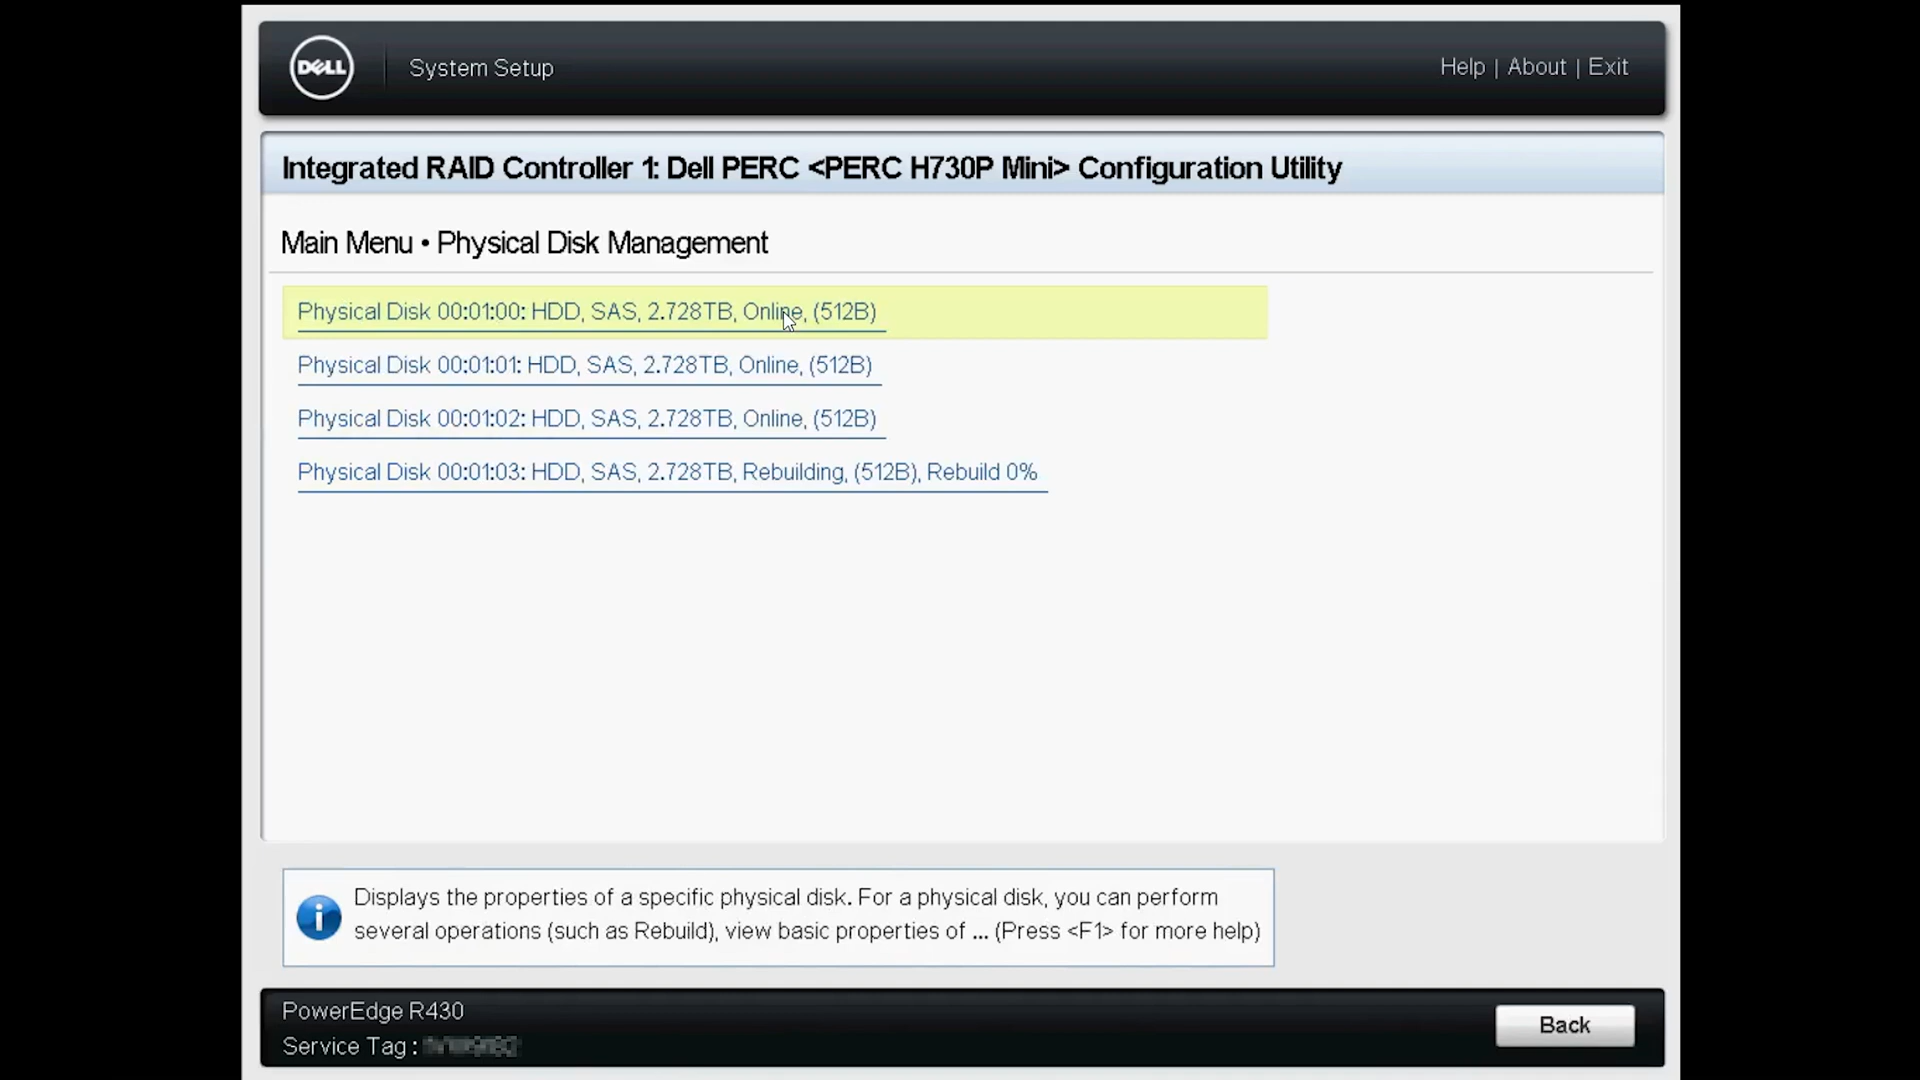 DELL
System Setup
Help | About | Exit
Integrated RAID Controller 1: Dell PERC <PERC H730P Mini> Configuration Utility
Main Menu • Physical Disk Management
Physical Disk 00:01:00: HDD, SAS, 2.728TB, Online, (512B)
Physical Disk 00:01:01: HDD, SAS, 2.728TB, Online, (512B)
Physical Disk 00:01:02: HDD, SAS, 2.728TB, Online, (512B)
Physical Disk 00:01:03: HDD, SAS, 2.728TB, Rebuilding, (512B), Rebuild 0%
Displays the properties of a specific physical disk. For a physical disk, you can perform
several operations (such as Rebuild), view basic properties of ... (Press <F1> for more help)
PowerEdge R430
Service Tag :
Back